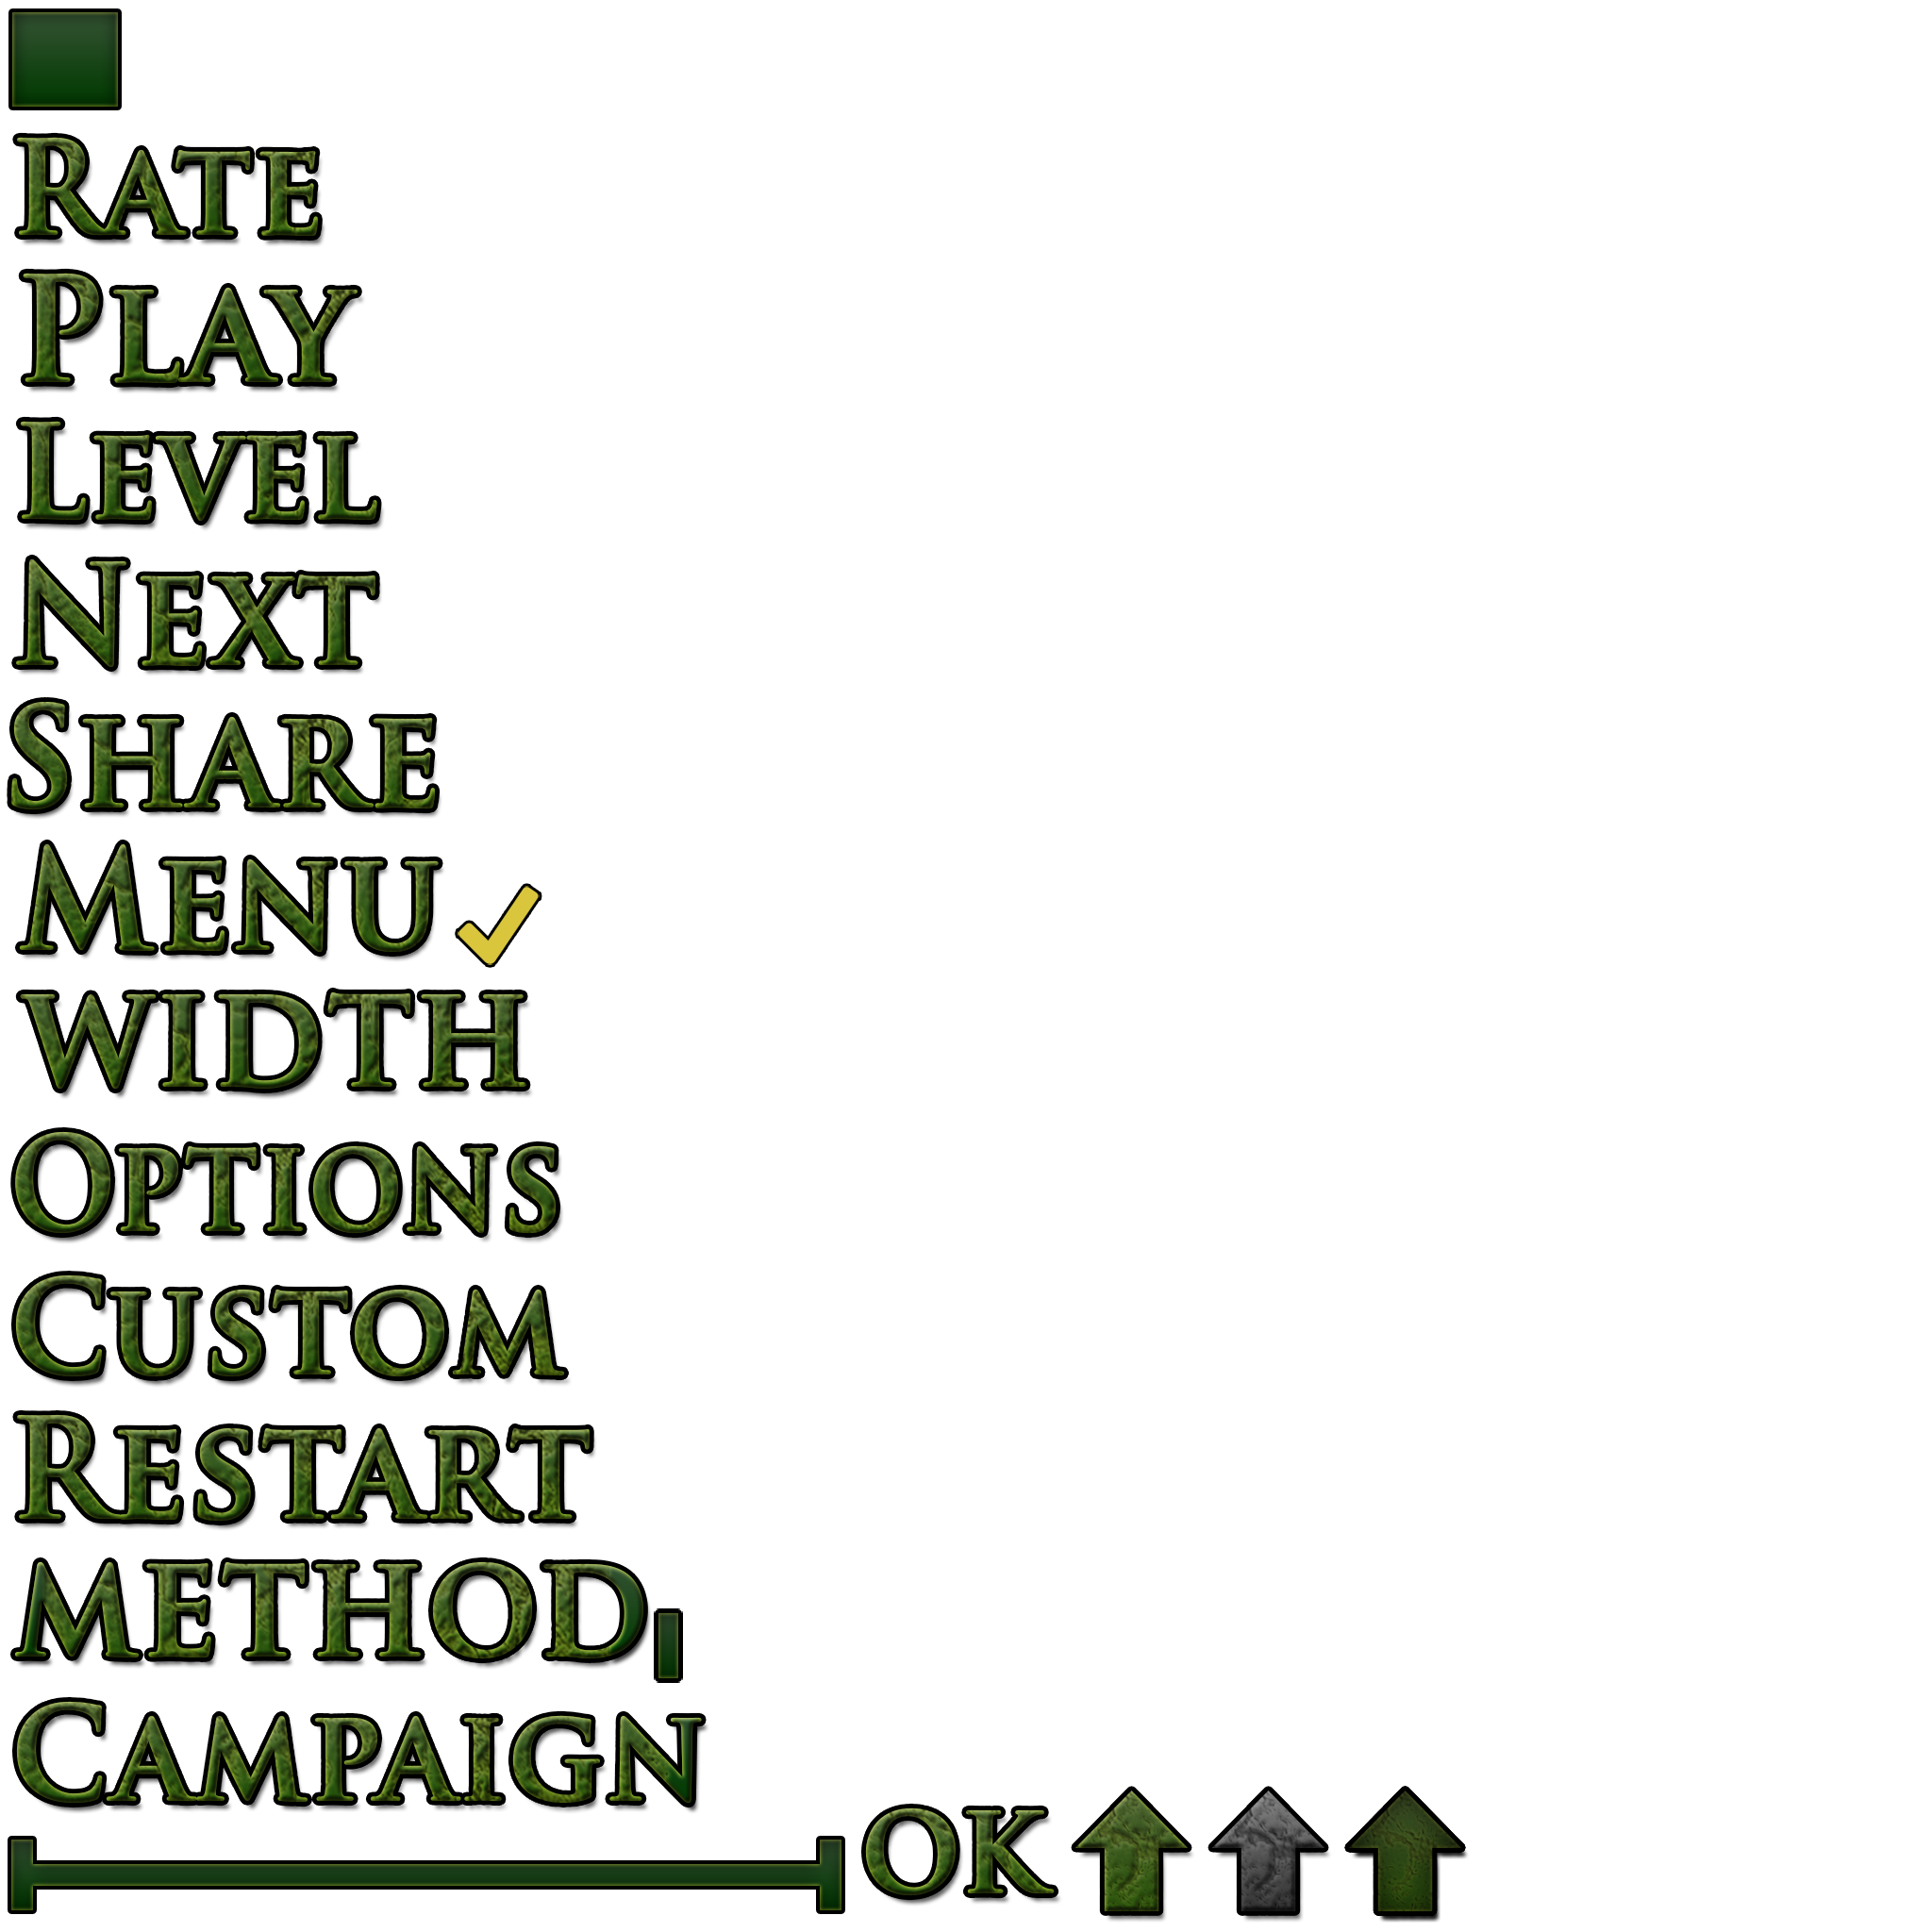 RATE
PLAY
LEVEL
NEXT
SHARE
MENU
WIDTH
OPTIONS
CUSTOM
RESTART
METHOD
CAMPAIGN
OK